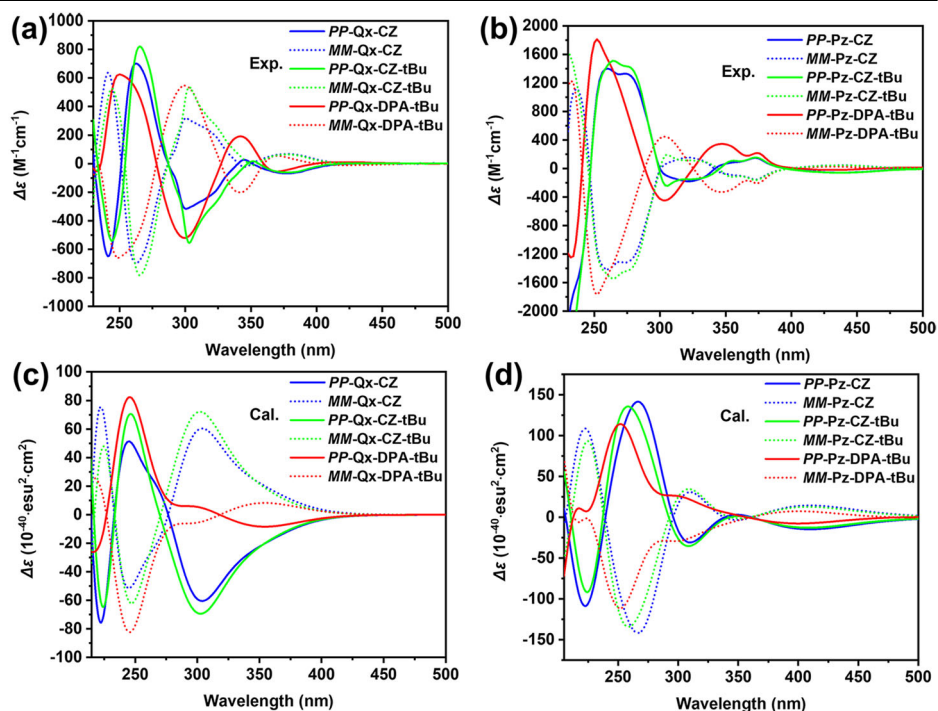 (a)
Δε (M⁻¹cm⁻¹)
1000
800
600
400
200
0
-200
-400
-600
-800
-1000
Exp.
PP-Qx-CZ
MM-Qx-CZ
PP-Qx-CZ-tBu
MM-Qx-CZ-tBu
PP-Qx-DPA-tBu
MM-Qx-DPA-tBu
250 300 350 400 450 500
Wavelength (nm)
(b)
Δε (M⁻¹cm⁻¹)
2000
1600
1200
800
400
0
-400
-800
-1200
-1600
-2000
Exp.
PP-Pz-CZ
MM-Pz-CZ
PP-Pz-CZ-tBu
MM-Pz-CZ-tBu
PP-Pz-DPA-tBu
MM-Pz-DPA-tBu
250 300 350 400 450 500
Wavelength (nm)
(c)
Δε (10⁻⁴⁰·esu²·cm²)
100
80
60
40
20
0
-20
-40
-60
-80
-100
Cal.
PP-Qx-CZ
MM-Qx-CZ
PP-Qx-CZ-tBu
MM-Qx-CZ-tBu
PP-Qx-DPA-tBu
MM-Qx-DPA-tBu
250 300 350 400 450 500
Wavelength (nm)
(d)
Δε (10⁻⁴⁰·esu²·cm²)
150
100
50
0
-50
-100
-150
Cal.
PP-Pz-CZ
MM-Pz-CZ
PP-Pz-CZ-tBu
MM-Pz-CZ-tBu
PP-Pz-DPA-tBu
MM-Pz-DPA-tBu
250 300 350 400 450 500
Wavelength (nm)